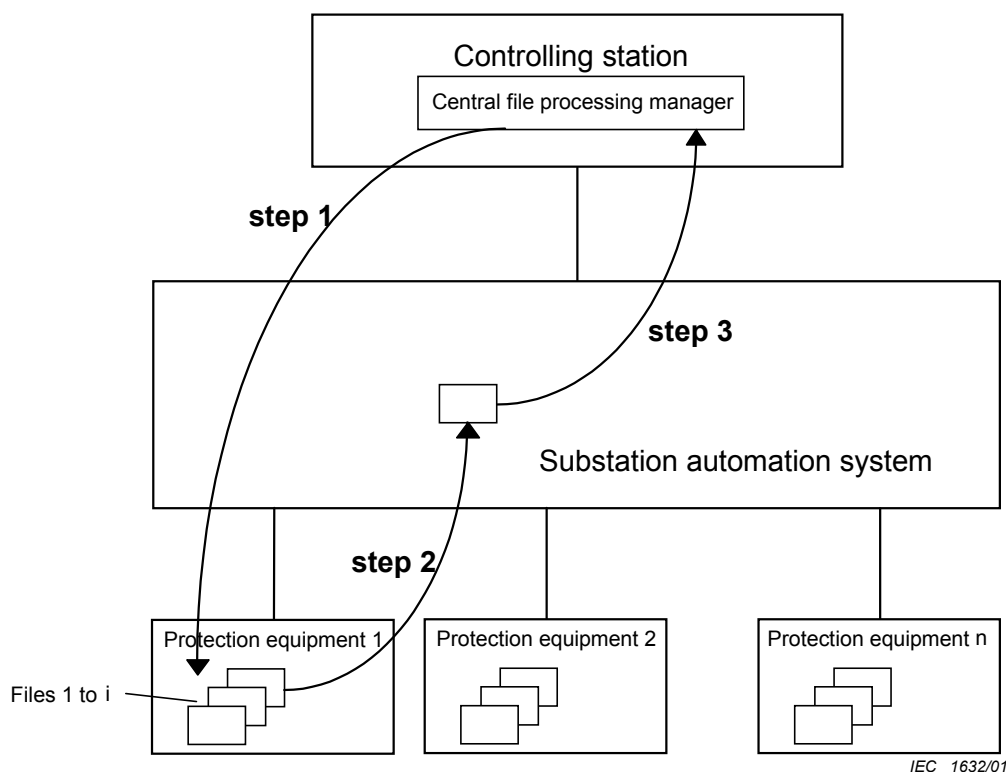 Controlling station
Central file processing manager
step 1
step 3
Substation automation system
step 2
Protection equipment 1
Protection equipment 2
Protection equipment n
Files 1 to i
IEC 1632/01